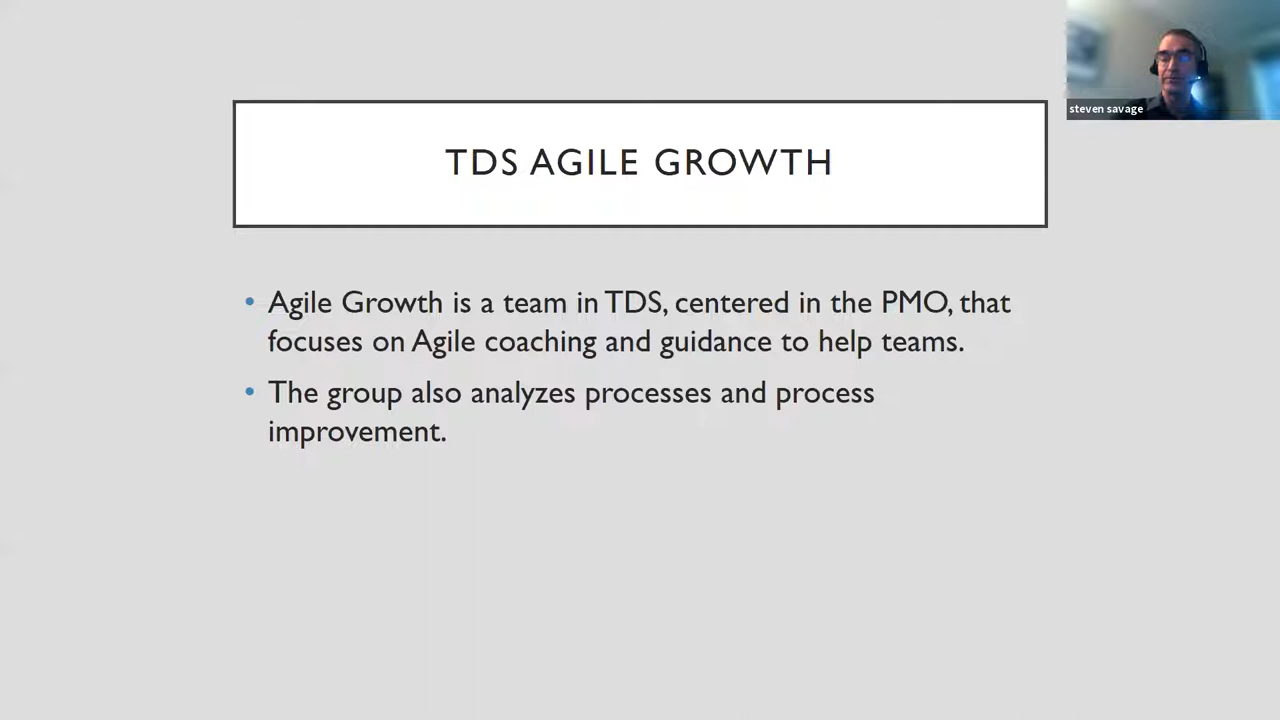 steven savage
TDS AGILE GROWTH
• Agile Growth is a team in TDS, centered in the PMO, that
focuses on Agile coaching and guidance to help teams.
• The group also analyzes processes and process
improvement.